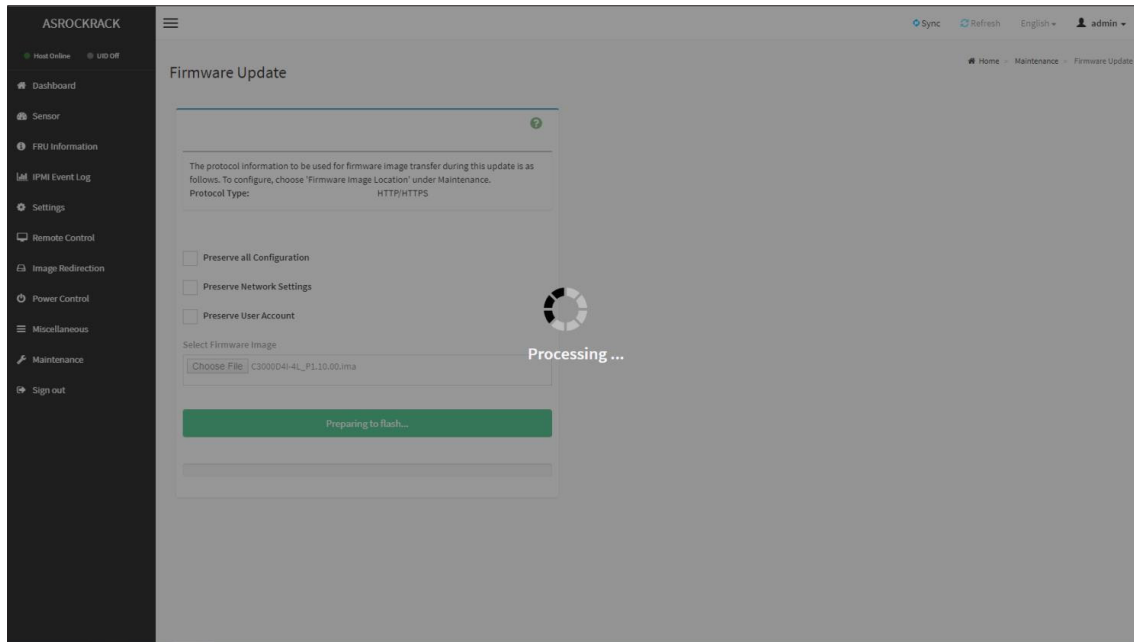 ASROCKRACK
Host Online UID Off
Dashboard
Sensor
FRU Information
IPMI Event Log
Settings
Remote Control
Image Redirection
Power Control
Miscellaneous
Maintenance
Sign out
Sync Refresh English admin
Home > Maintenance > Firmware Update
Firmware Update
The protocol information to be used for firmware image transfer during this update is as
follows. To configure, choose 'Firmware Image Location' under Maintenance.
Protocol Type: HTTP/HTTPS
Preserve all Configuration
Preserve Network Settings
Preserve User Account
Select Firmware Image
Choose File C3000D4I-4L_P1.10.00.ima
Preparing to flash...
Processing ...